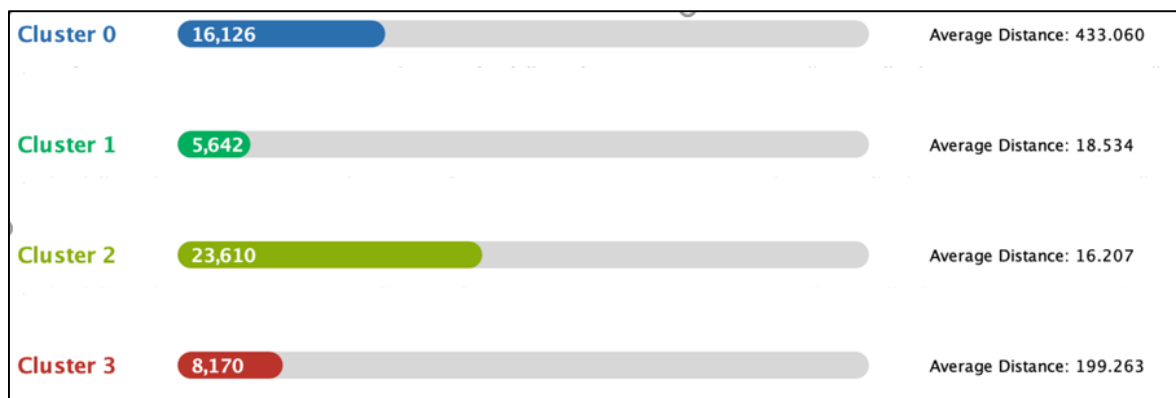 Cluster 0 16,126 Average Distance: 433.060
Cluster 1 5,642 Average Distance: 18.534
Cluster 2 23,610 Average Distance: 16.207
Cluster 3 8,170 Average Distance: 199.263